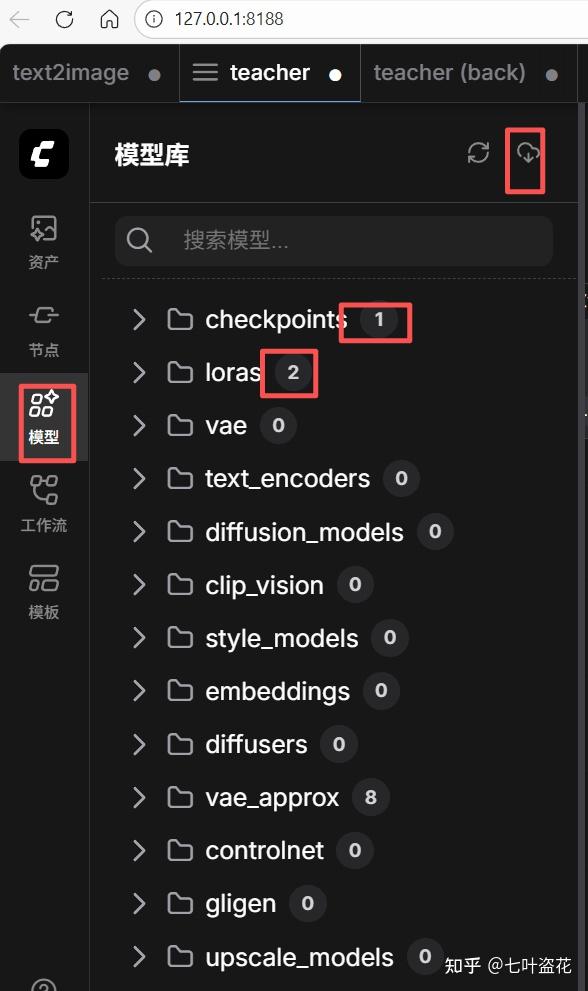 127.0.0.1:8188
text2image
teacher
teacher (back)
模型库
搜索模型...
资产
节点
模型
工作流
模板
checkpoints 1
loras 2
vae 0
text_encoders 0
diffusion_models 0
clip_vision 0
style_models 0
embeddings 0
diffusers 0
vae_approx 8
controlnet 0
gligen 0
upscale_models 0
知乎 @七叶盗花